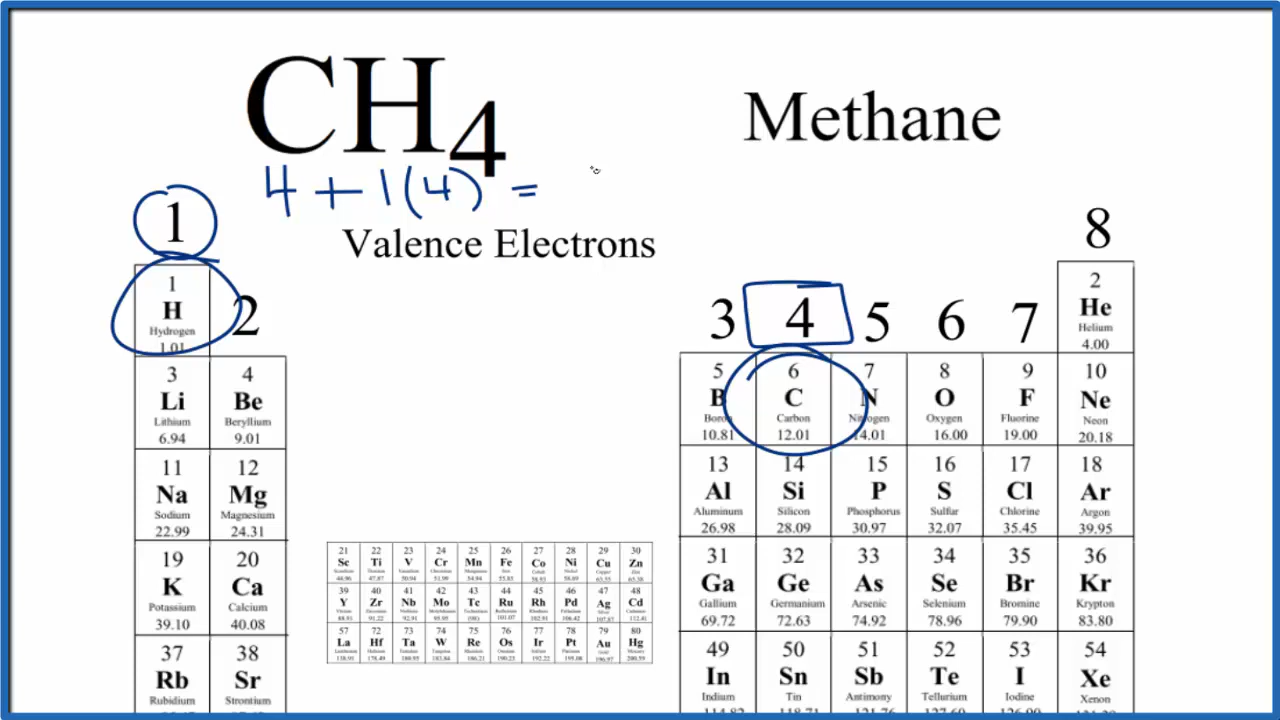 CH4
Methane
4 + 1(4) =
Valence Electrons
1
2
3
4
5
6
7
8
1
H
Hydrogen
1.01
2
He
Helium
4.00
3
Li
Lithium
6.94
4
Be
Beryllium
9.01
5
B
Boron
10.81
6
C
Carbon
12.01
7
N
Nitrogen
14.01
8
O
Oxygen
16.00
9
F
Fluorine
19.00
10
Ne
Neon
20.18
11
Na
Sodium
22.99
12
Mg
Magnesium
24.31
13
Al
Aluminum
26.98
14
Si
Silicon
28.09
15
P
Phosphorus
30.97
16
S
Sulfur
32.07
17
Cl
Chlorine
35.45
18
Ar
Argon
39.95
19
K
Potassium
39.10
20
Ca
Calcium
40.08
21 22 23 24 25 26 27 28 29 30
Sc Ti V Cr Mn Fe Co Ni Cu Zn
39 40 41 42 43 44 45 46 47 48
Y Zr Nb Mo Tc Ru Rh Pd Ag Cd
57 72 73 74 75 76 77 78 79 80
La Hf Ta W Re Os Ir Pt Au Hg
31
Ga
Gallium
69.72
32
Ge
Germanium
72.63
33
As
Arsenic
74.92
34
Se
Selenium
78.96
35
Br
Bromine
79.90
36
Kr
Krypton
83.80
37
Rb
Rubidium
38
Sr
Strontium
49
In
Indium
50
Sn
Tin
51
Sb
Antimony
52
Te
Tellurium
53
I
Iodine
54
Xe
Xenon